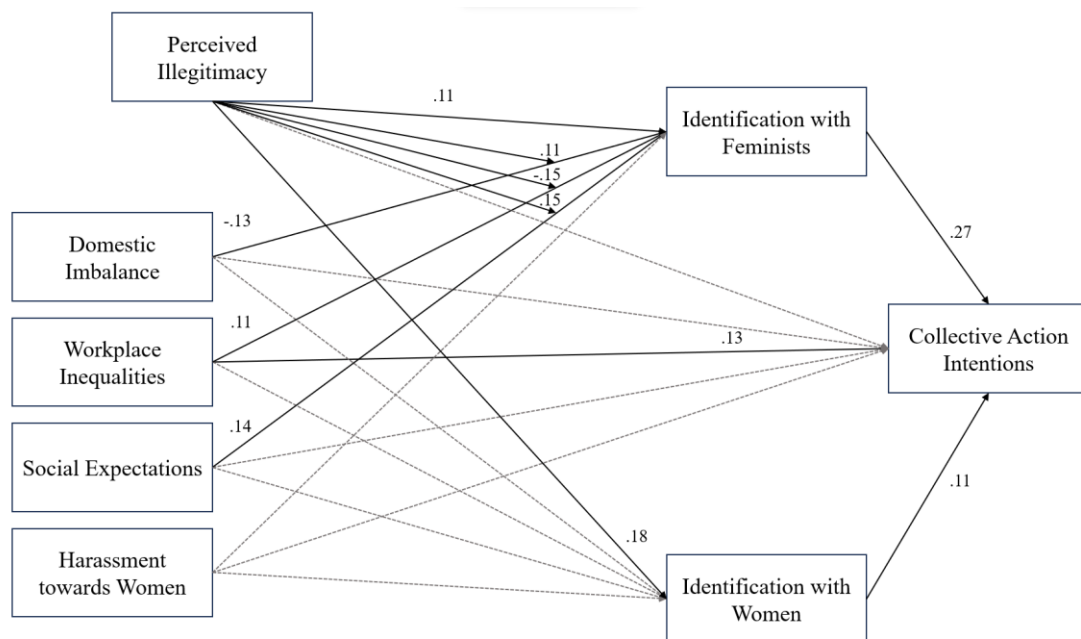 Perceived
Illegitimacy
.11
Identification with
Feminists
.11
-.15
.15
-.13
Domestic
Imbalance
.27
.11
Workplace
Inequalities
.13
Collective Action
Intentions
.14
Social Expectations
.11
.18
Harassment
towards Women
Identification with
Women